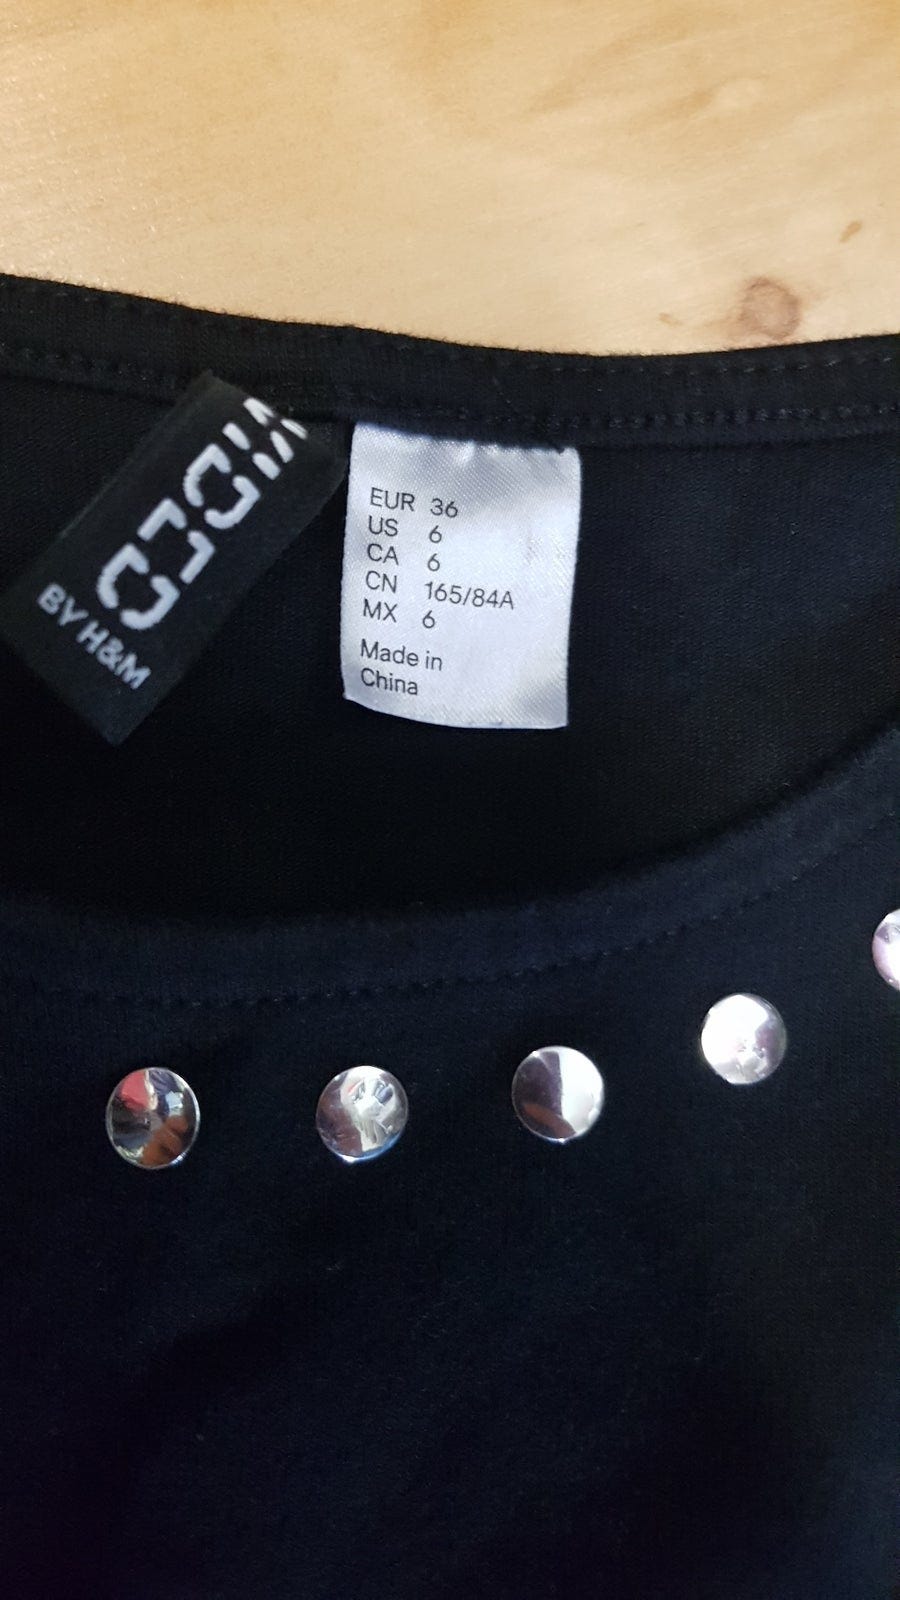 BY H&M
EUR 36
US 6
CA 6
CN 165/84A
MX 6
Made in
China